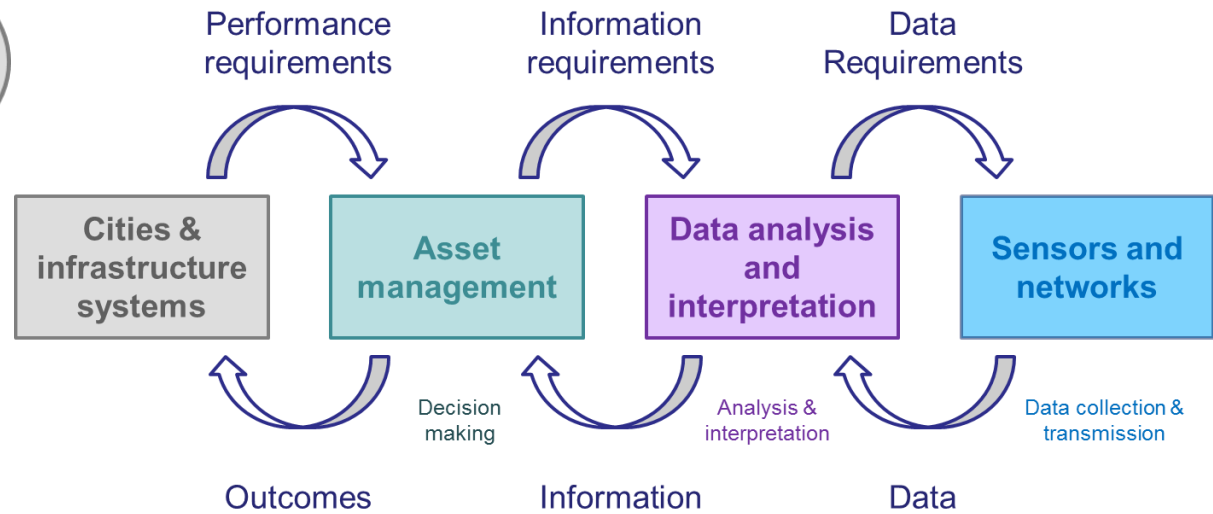 Performance
requirements
Information
requirements
Data
Requirements
Cities &
infrastructure
systems
Asset
management
Data analysis
and
interpretation
Sensors and
networks
Decision
making
Analysis &
interpretation
Data collection &
transmission
Outcomes
Information
Data